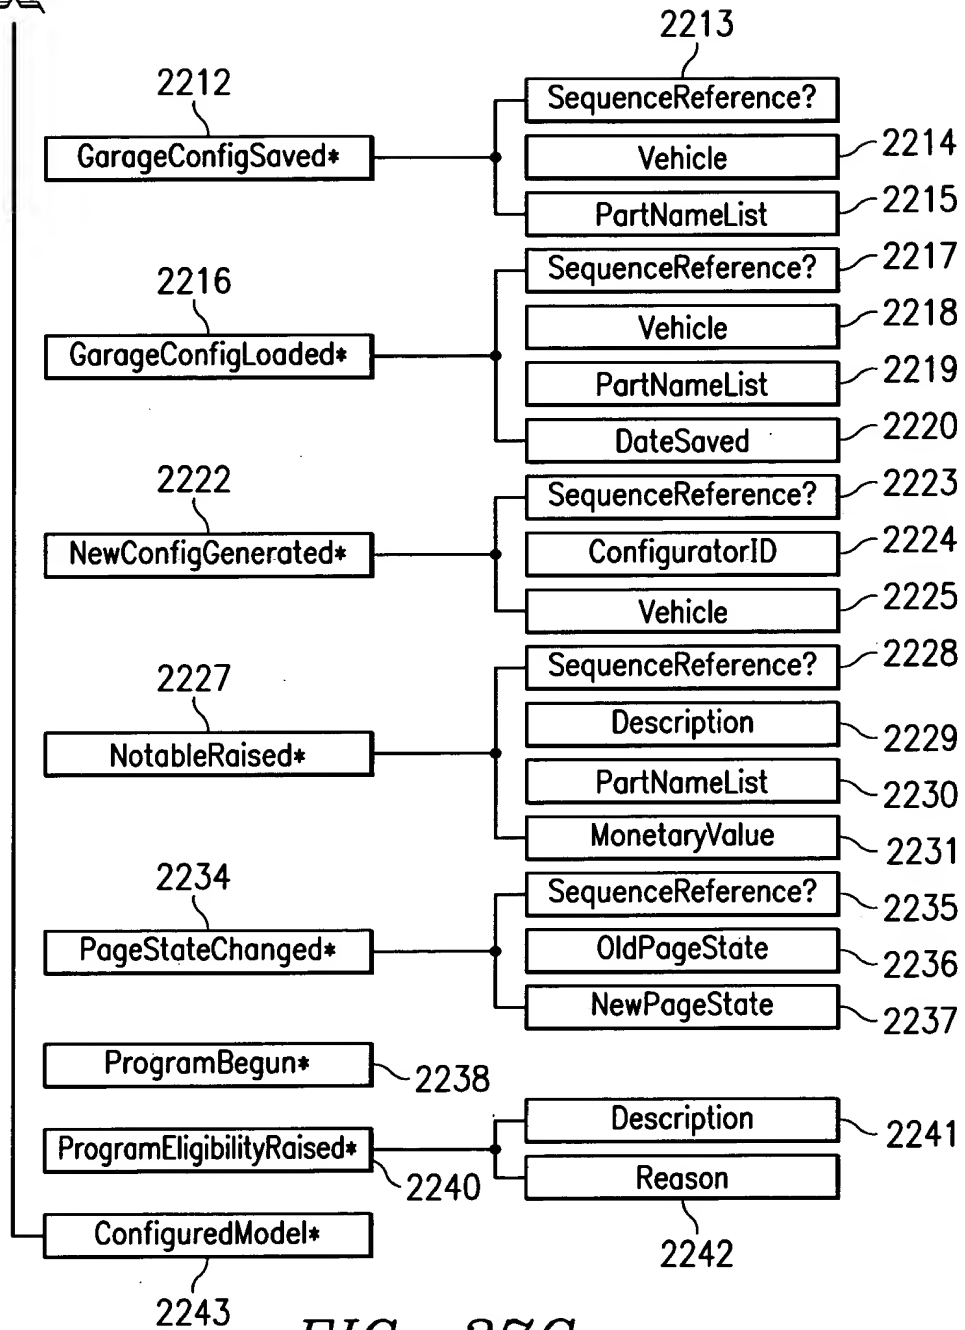 2213
SequenceReference?
2212
GarageConfigSaved*
Vehicle
2214
PartNameList
2215
SequenceReference?
2217
2216
Vehicle
2218
GarageConfigLoaded*
PartNameList
2219
DateSaved
2220
2222
SequenceReference?
2223
NewConfigGenerated*
ConfiguratorID
2224
Vehicle
2225
SequenceReference?
2228
2227
Description
2229
NotableRaised*
PartNameList
2230
MonetaryValue
2231
2234
SequenceReference?
2235
PageStateChanged*
OldPageState
2236
NewPageState
2237
ProgramBegun*
2238
Description
2241
ProgramEligibilityRaised*
2240
Reason
2242
ConfiguredModel*
2243